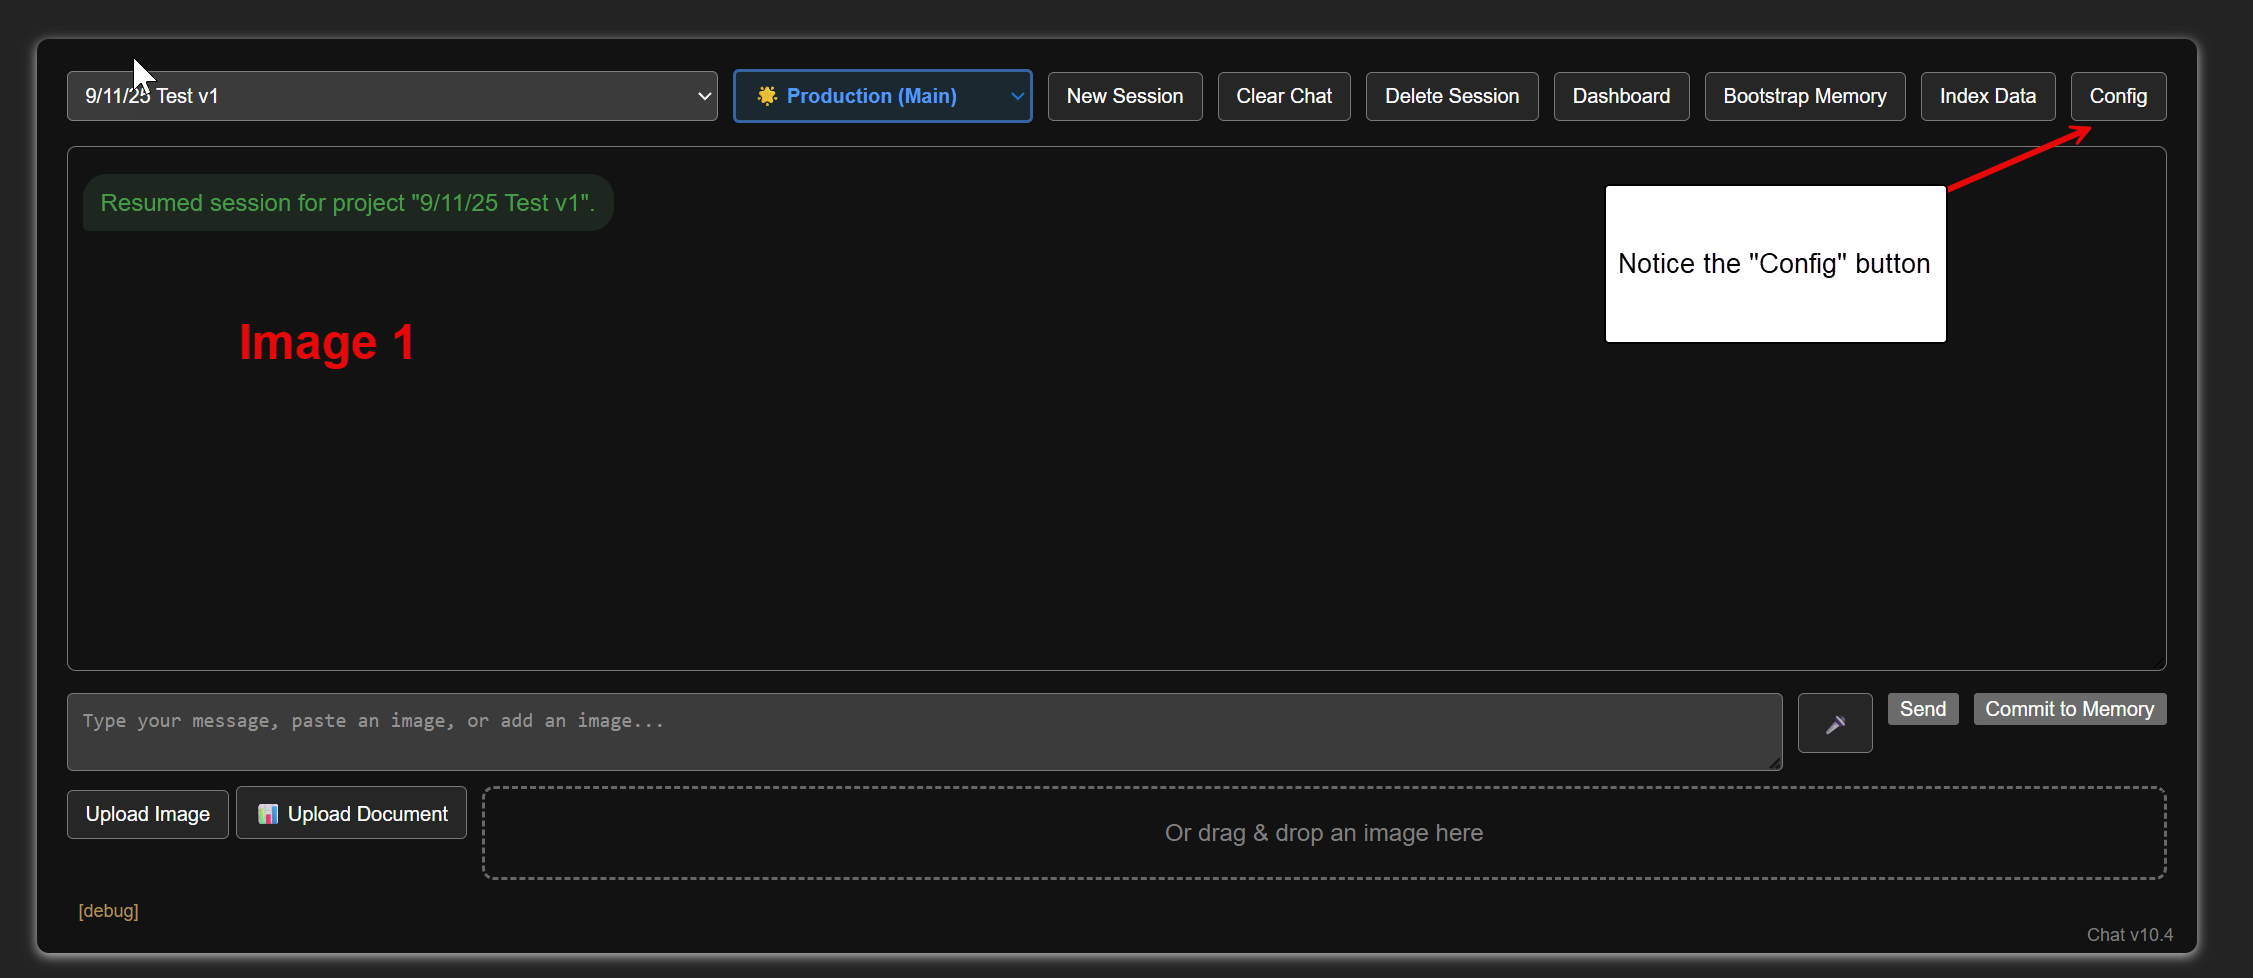 9/11/25 Test v1
Production (Main)
New Session
Clear Chat
Delete Session
Dashboard
Bootstrap Memory
Index Data
Config
Resumed session for project "9/11/25 Test v1".
Notice the "Config" button
Image 1
Type your message, paste an image, or add an image...
Send
Commit to Memory
Upload Image
Upload Document
Or drag & drop an image here
[debug]
Chat v10.4